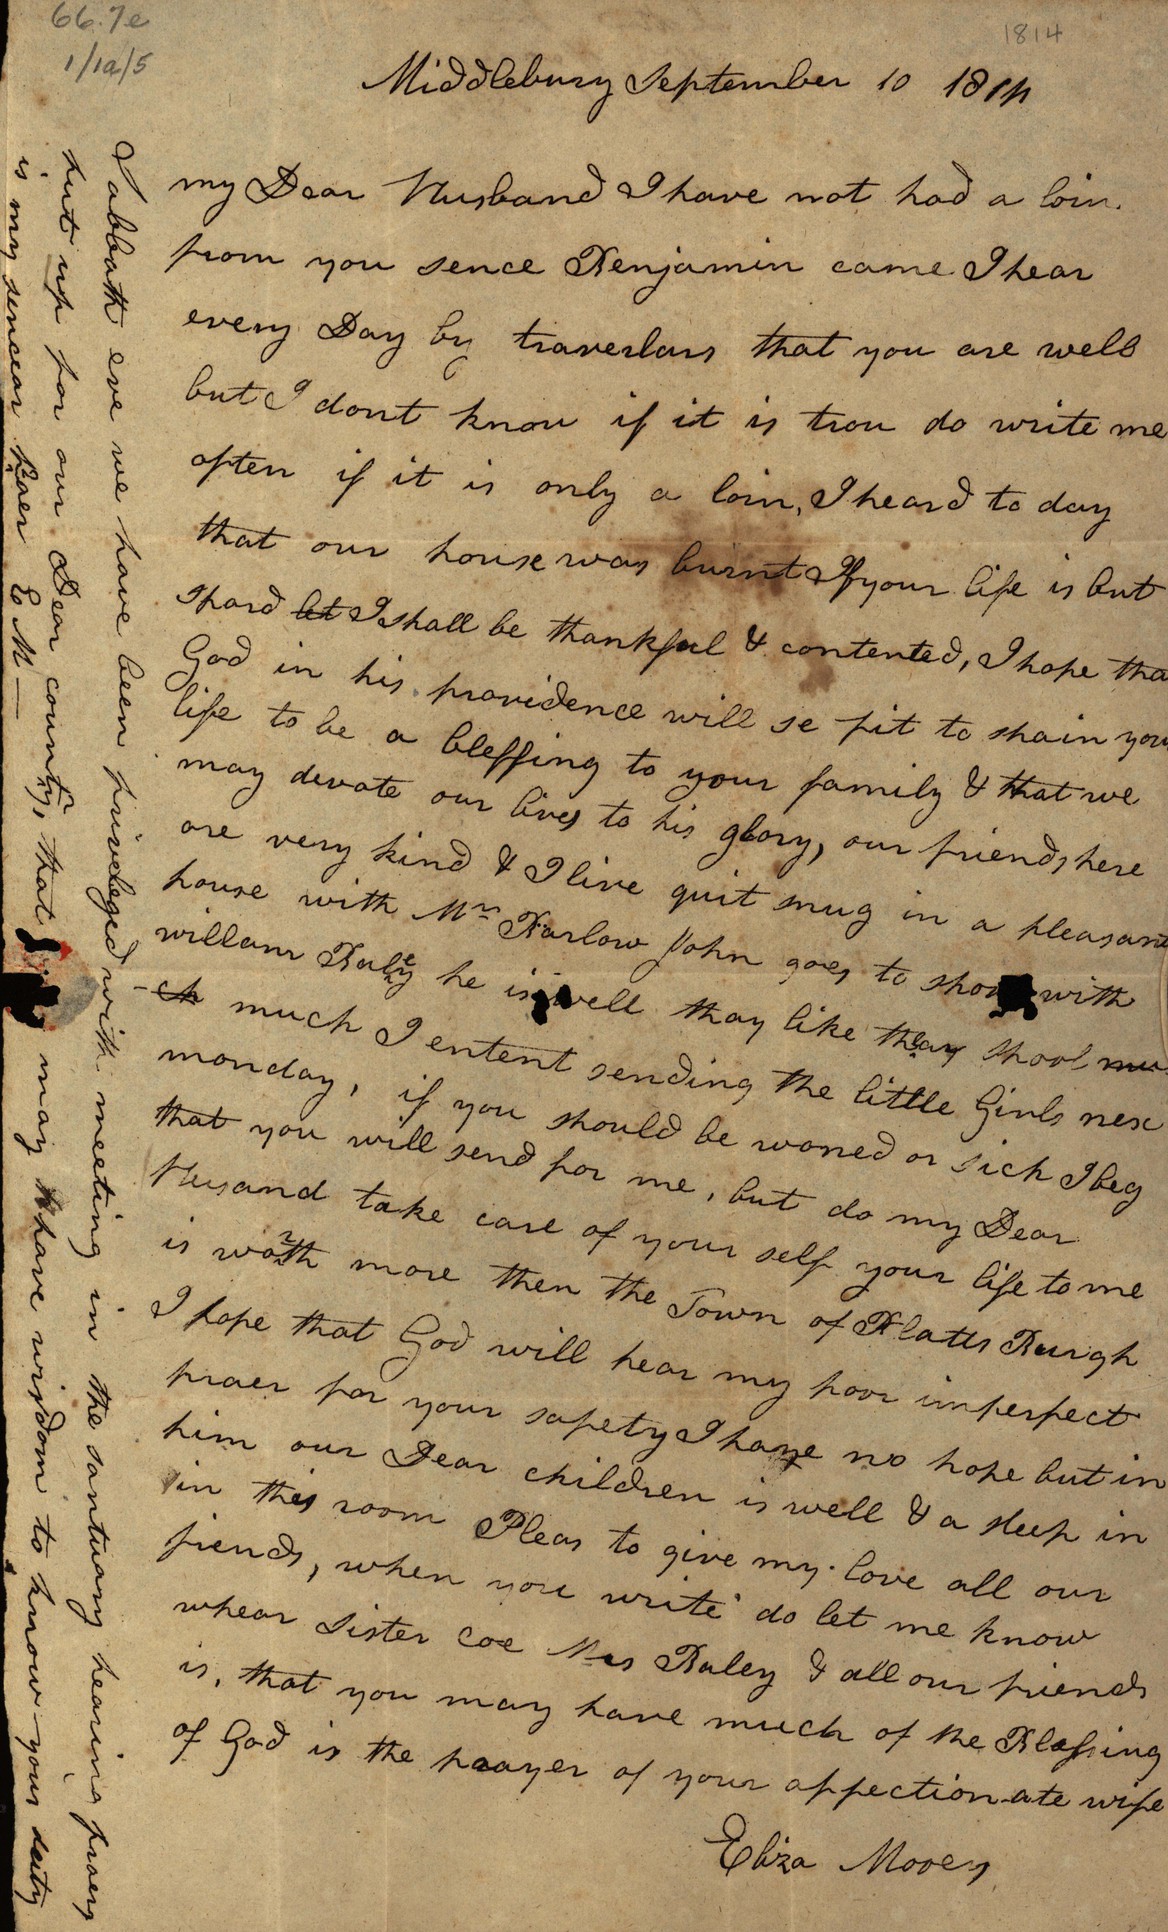 66.7e
1/1a/5
1814
Middlebury September 10 1814
my Dear Husband I have not had a loin
from you sence Benjamin came I hear
every Day by traverlars that you are well
but I dont know if it is trou do write me
often if it is only a loin, I heard to day
that our house was burnt If your life is but
spard let I shall be thankful & contented, I hope tha
God in his providence will se fit to spain your
life to be a blessing to your family & that we
may devote our lives to his glory, our friends here
are very kind & I live quit snug in a pleasant
house with Mrs Barlow John goes to with
william Baley he is well thay like thay shool
ch much I entent sending the little Girls nex
monday, if you should be woned or sick I beg
that you will send for me, but do my Dear
Husand take care of your self your life to me
is worth more then the Town of Platts Burgh
I hope that God will hear my poor imperfect
praer for your safety I have no hope but in
him our Dear children is well & a sleep in
in this room Pleas to give my love all our
friends, when you write do let me know
whear Sister Coe Mrs Baley & all our friends
is, that you may have much of the Blessing
of God is the prayer of your affectionate wife
Eliza Mooers
Sabbath eve we have been priveleged with meeting in the santuary hearing praers
put up for our Dear country, that may have wisdom to know your duty
is my sincear praer E M